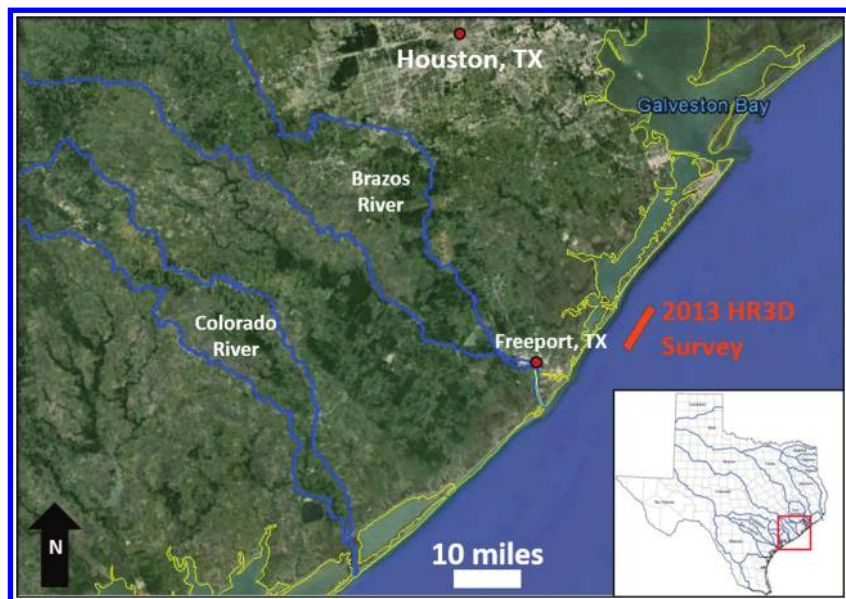 Houston, TX
Galveston Bay
Brazos
River
2013 HR3D
Survey
Colorado
River
Freeport, TX
N
10 miles